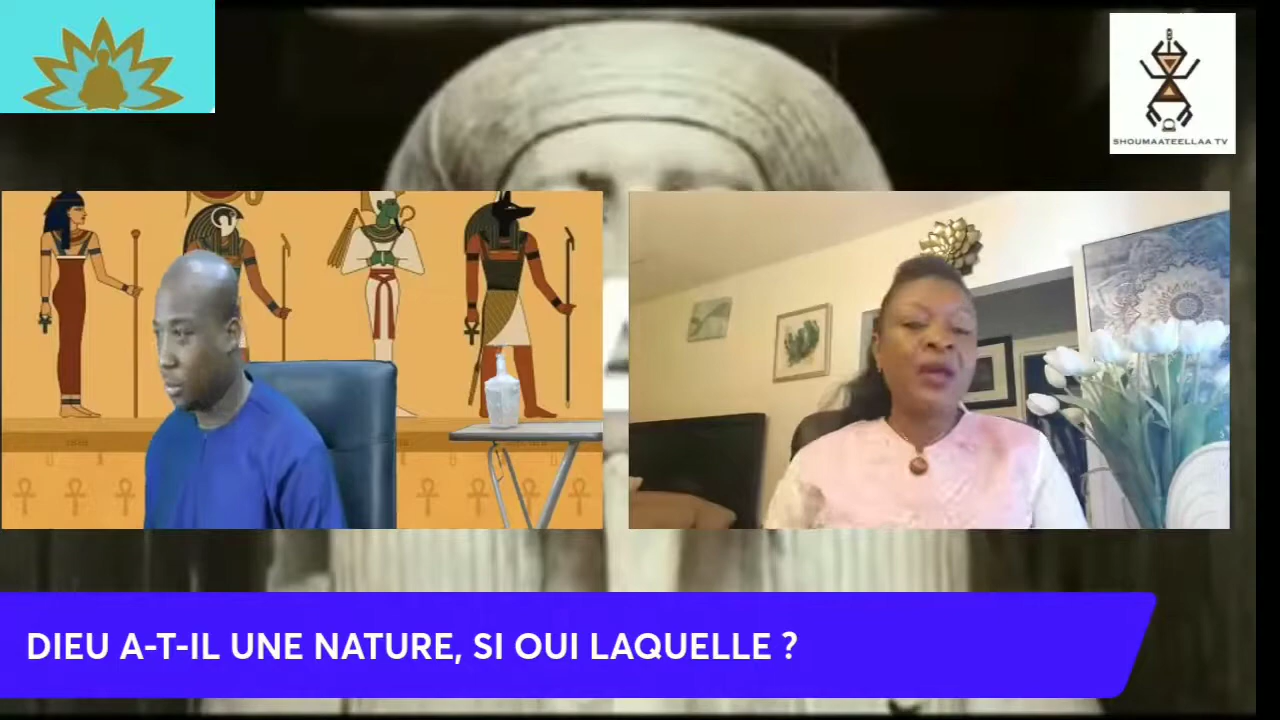 SHOUMAATEELLAA TV
DIEU A-T-IL UNE NATURE, SI OUI LAQUELLE ?